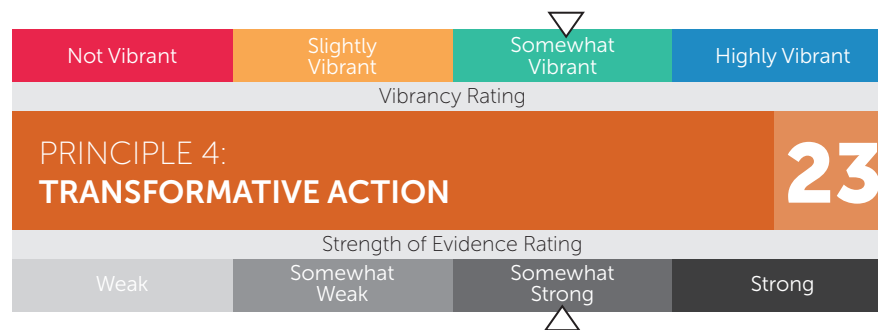 Not Vibrant
Slightly
Vibrant
Somewhat
Vibrant
Highly Vibrant
Vibrancy Rating
PRINCIPLE 4:
TRANSFORMATIVE ACTION
23
Strength of Evidence Rating
Weak
Somewhat
Weak
Somewhat
Strong
Strong